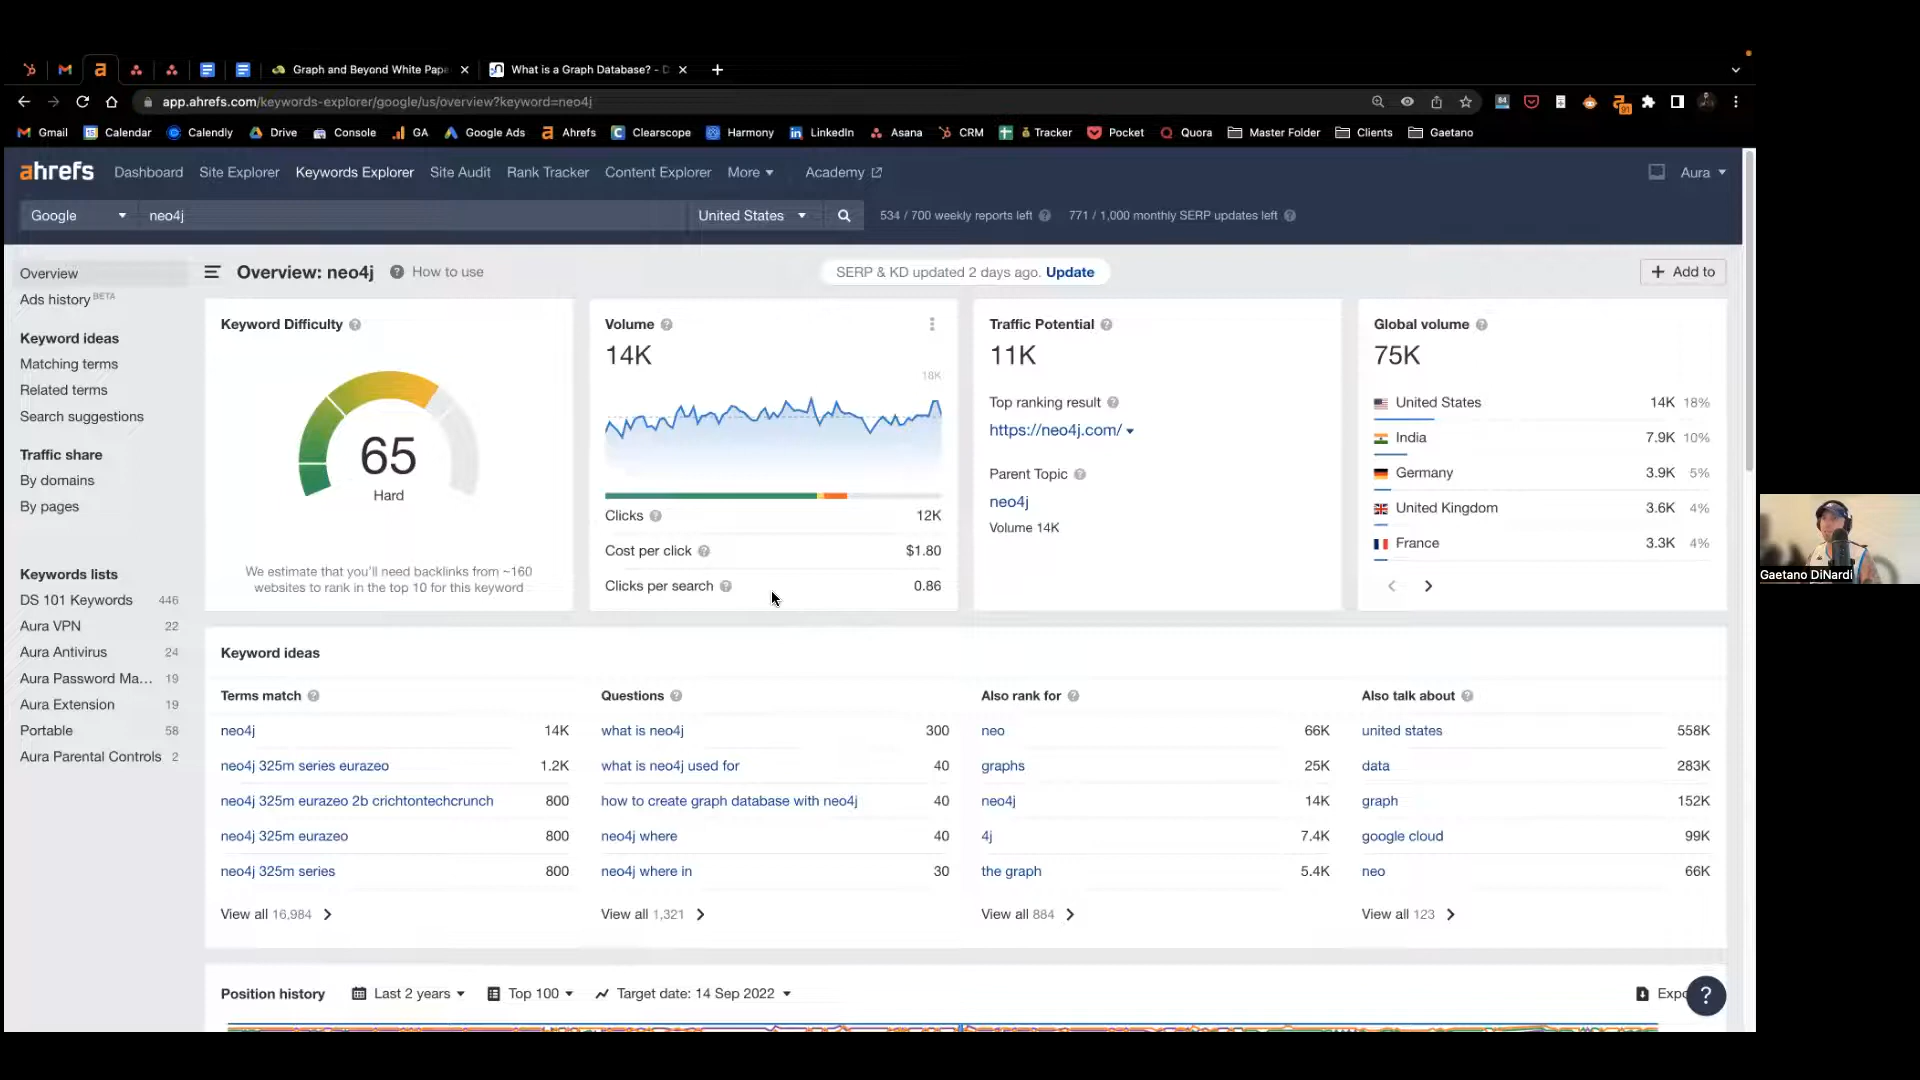 Graph and Beyond White Pape
What is a Graph Database? - D
app.ahrefs.com/keywords-explorer/google/us/overview?keyword=neo4j
Gmail Calendar Calendly Drive Console GA Google Ads Ahrefs Clearscope Harmony LinkedIn Asana CRM Tracker Pocket Quora Master Folder Clients Gaetano
ahrefs Dashboard Site Explorer Keywords Explorer Site Audit Rank Tracker Content Explorer More Academy Aura
Google neo4j United States 534 / 700 weekly reports left 771 / 1,000 monthly SERP updates left
Overview
Ads history BETA
Keyword ideas
Matching terms
Related terms
Search suggestions
Traffic share
By domains
By pages
Keywords lists
DS 101 Keywords 446
Aura VPN 22
Aura Antivirus 24
Aura Password Ma... 19
Aura Extension 19
Portable 58
Aura Parental Controls 2
Overview: neo4j How to use
SERP & KD updated 2 days ago. Update
+ Add to
Keyword Difficulty
65
Hard
We estimate that you'll need backlinks from ~160
websites to rank in the top 10 for this keyword
Volume
14K
18K
Clicks 12K
Cost per click $1.80
Clicks per search 0.86
Traffic Potential
11K
Top ranking result
https://neo4j.com/
Parent Topic
neo4j
Volume 14K
Global volume
75K
United States 14K 18%
India 7.9K 10%
Germany 3.9K 5%
United Kingdom 3.6K 4%
France 3.3K 4%
Keyword ideas
Terms match
neo4j 14K
neo4j 325m series eurazeo 1.2K
neo4j 325m eurazeo 2b crichtontechcrunch 800
neo4j 325m eurazeo 800
neo4j 325m series 800
View all 16,984
Questions
what is neo4j 300
what is neo4j used for 40
how to create graph database with neo4j 40
neo4j where 40
neo4j where in 30
View all 1,321
Also rank for
neo 66K
graphs 25K
neo4j 14K
4j 7.4K
the graph 5.4K
View all 884
Also talk about
united states 558K
data 283K
graph 152K
google cloud 99K
neo 66K
View all 123
Position history Last 2 years Top 100 Target date: 14 Sep 2022 Expo
?
Gaetano DiNardi